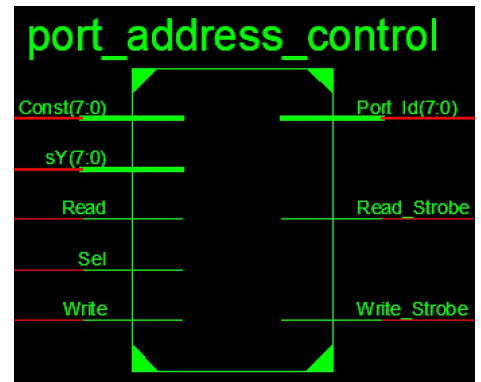 port_address_control
Const(7:0) Port_Id(7:0)
sY(7:0)
Read Read_Strobe
Sel
Write Write_Strobe